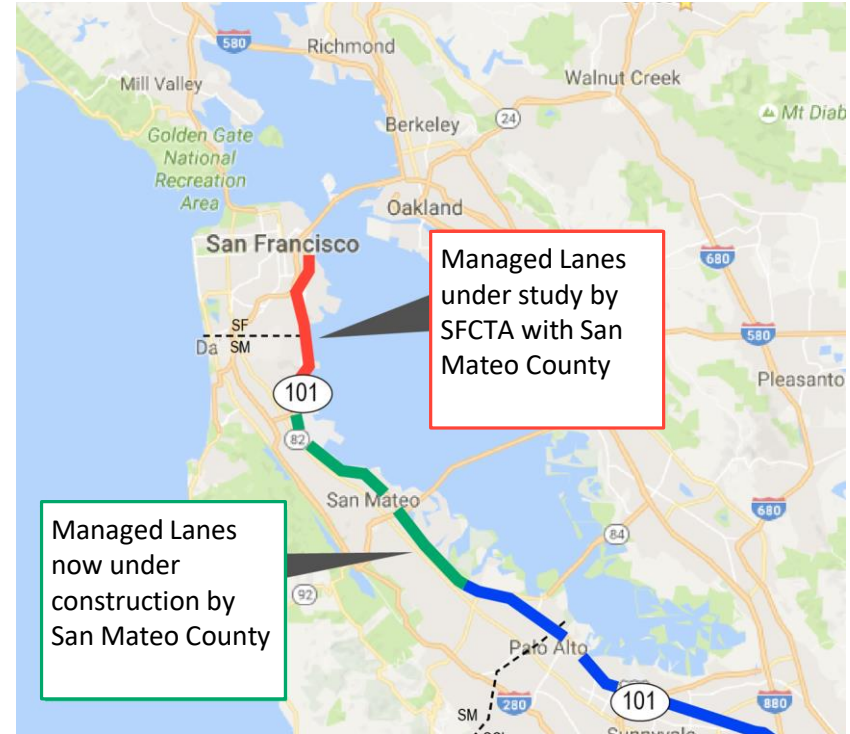 580
Richmond
Mill Valley
Walnut Creek
24
Mt Diab
Berkeley
Golden Gate
National
Recreation
Area
Oakland
San Francisco
Managed Lanes
under study by
SFCTA with San
Mateo County
680
SF
Da SM
580
Pleasanto
101
82
San Mateo
680
Managed Lanes
now under
construction by
San Mateo County
84
92
Palo Alto
SM
280
101
880
Sunnyvale